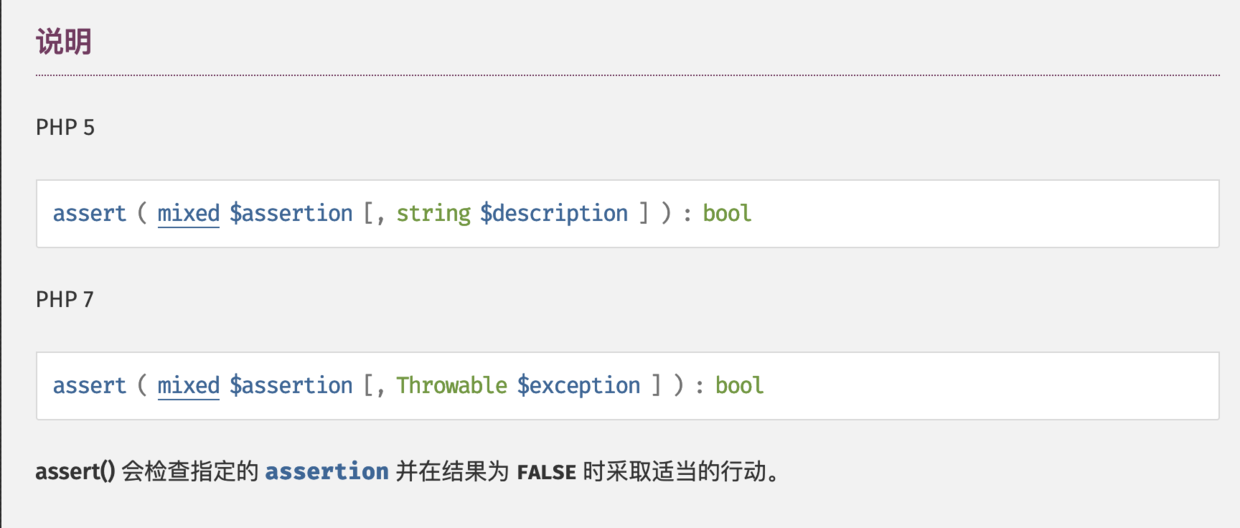 说明
PHP 5
assert ( mixed $assertion [, string $description ] ) : bool
PHP 7
assert ( mixed $assertion [, Throwable $exception ] ) : bool
assert() 会检查指定的 assertion 并在结果为 FALSE 时采取适当的行动。